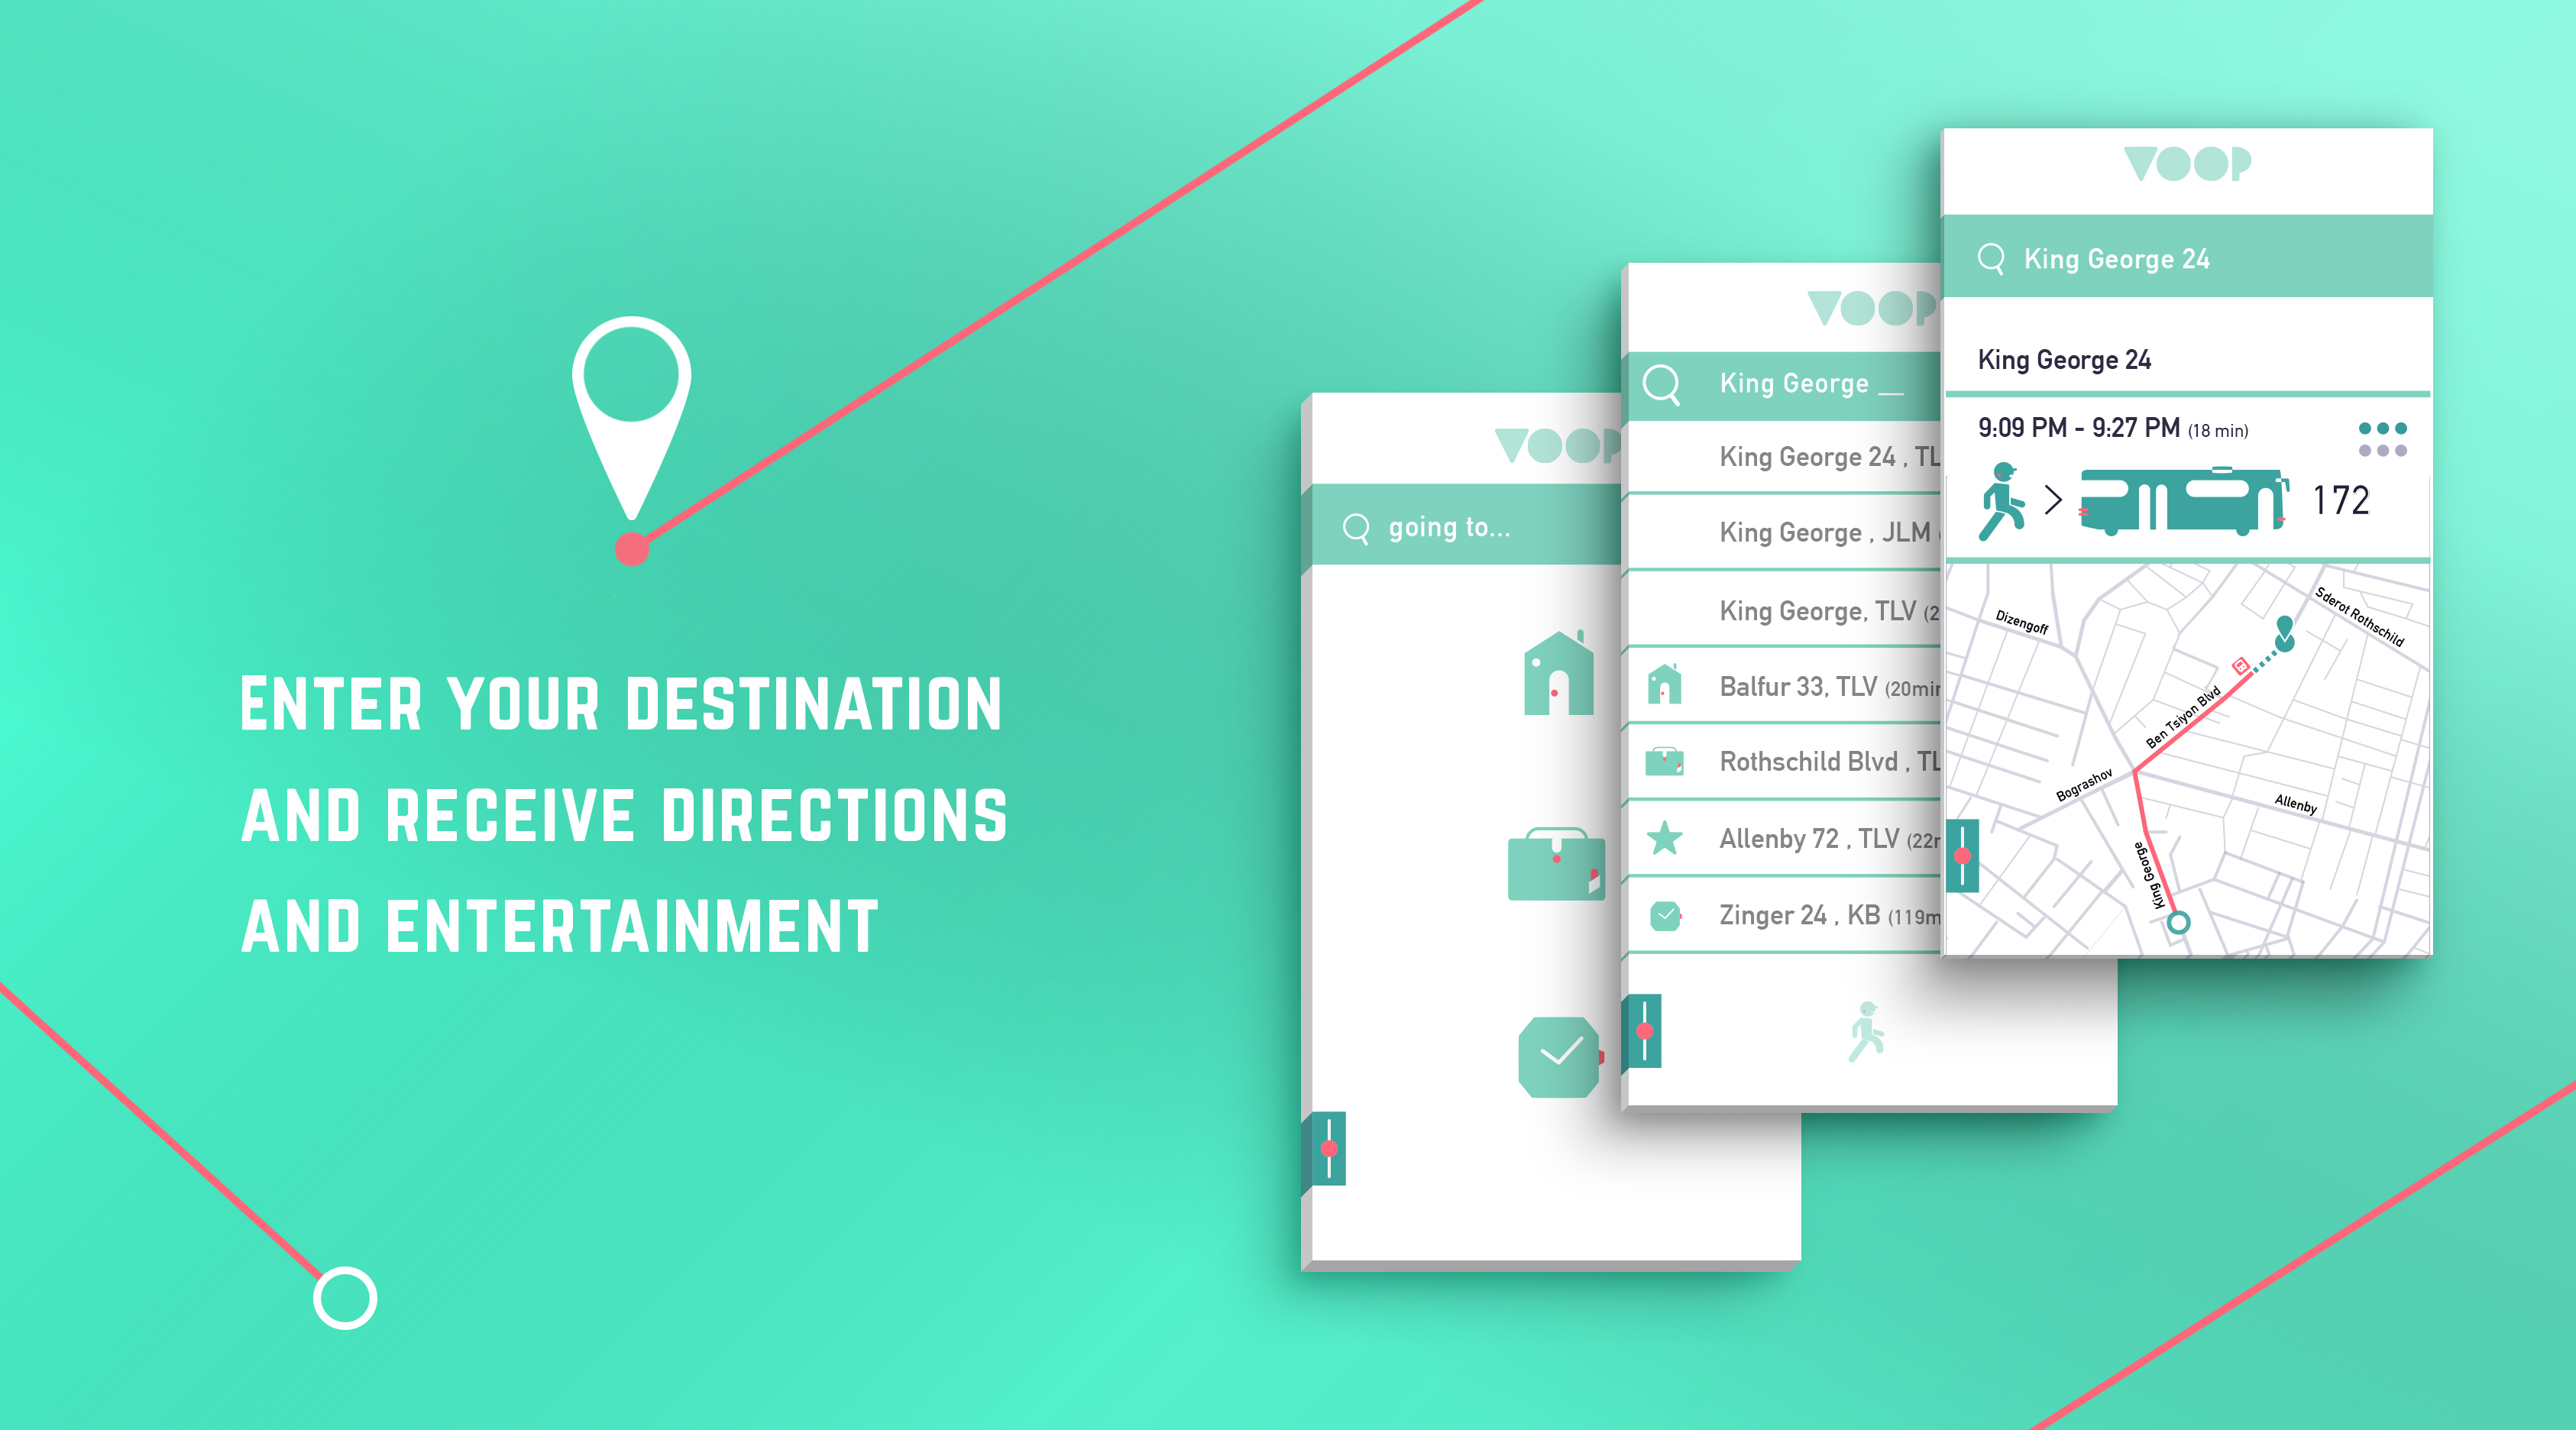 ENTER YOUR DESTINATION
AND RECEIVE DIRECTIONS
AND ENTERTAINMENT
VOOP
going to...
VOOP
King George __
King George 24 , TL
King George , JLM
King George, TLV (2
Balfur 33, TLV (20min
Rothschild Blvd , TL
Allenby 72 , TLV (22
Zinger 24 , KB (119m
VOOP
King George 24
King George 24
9:09 PM - 9:27 PM (18 min)
172
Dizengoff
Sderot Rothschild
Ben Tsiyon Blvd
Bograshov
Allenby
King George